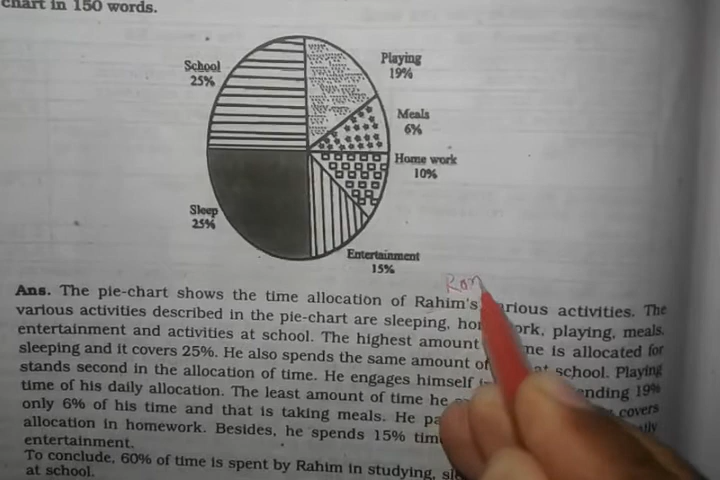 chart in 150 words.
School
25%
Playing
19%
Meals
6%
Home work
10%
Sleep
25%
Entertainment
15%
Ron
Ans. The pie-chart shows the time allocation of Rahim's various activities. The
various activities described in the pie-chart are sleeping, playing, meals,
entertainment and activities at school. The highest amount is allocated for
sleeping and it covers 25%. He also spends the same amount of at school. Playing
stands second in the allocation of time. He engages himself 19%
time of his daily allocation. The least amount of time he covers
only 6% of his time and that is taking meals. He
allocation in homework. Besides, he spends 15%
entertainment.
To conclude, 60% of time is spent by Rahim in studying,
at school.